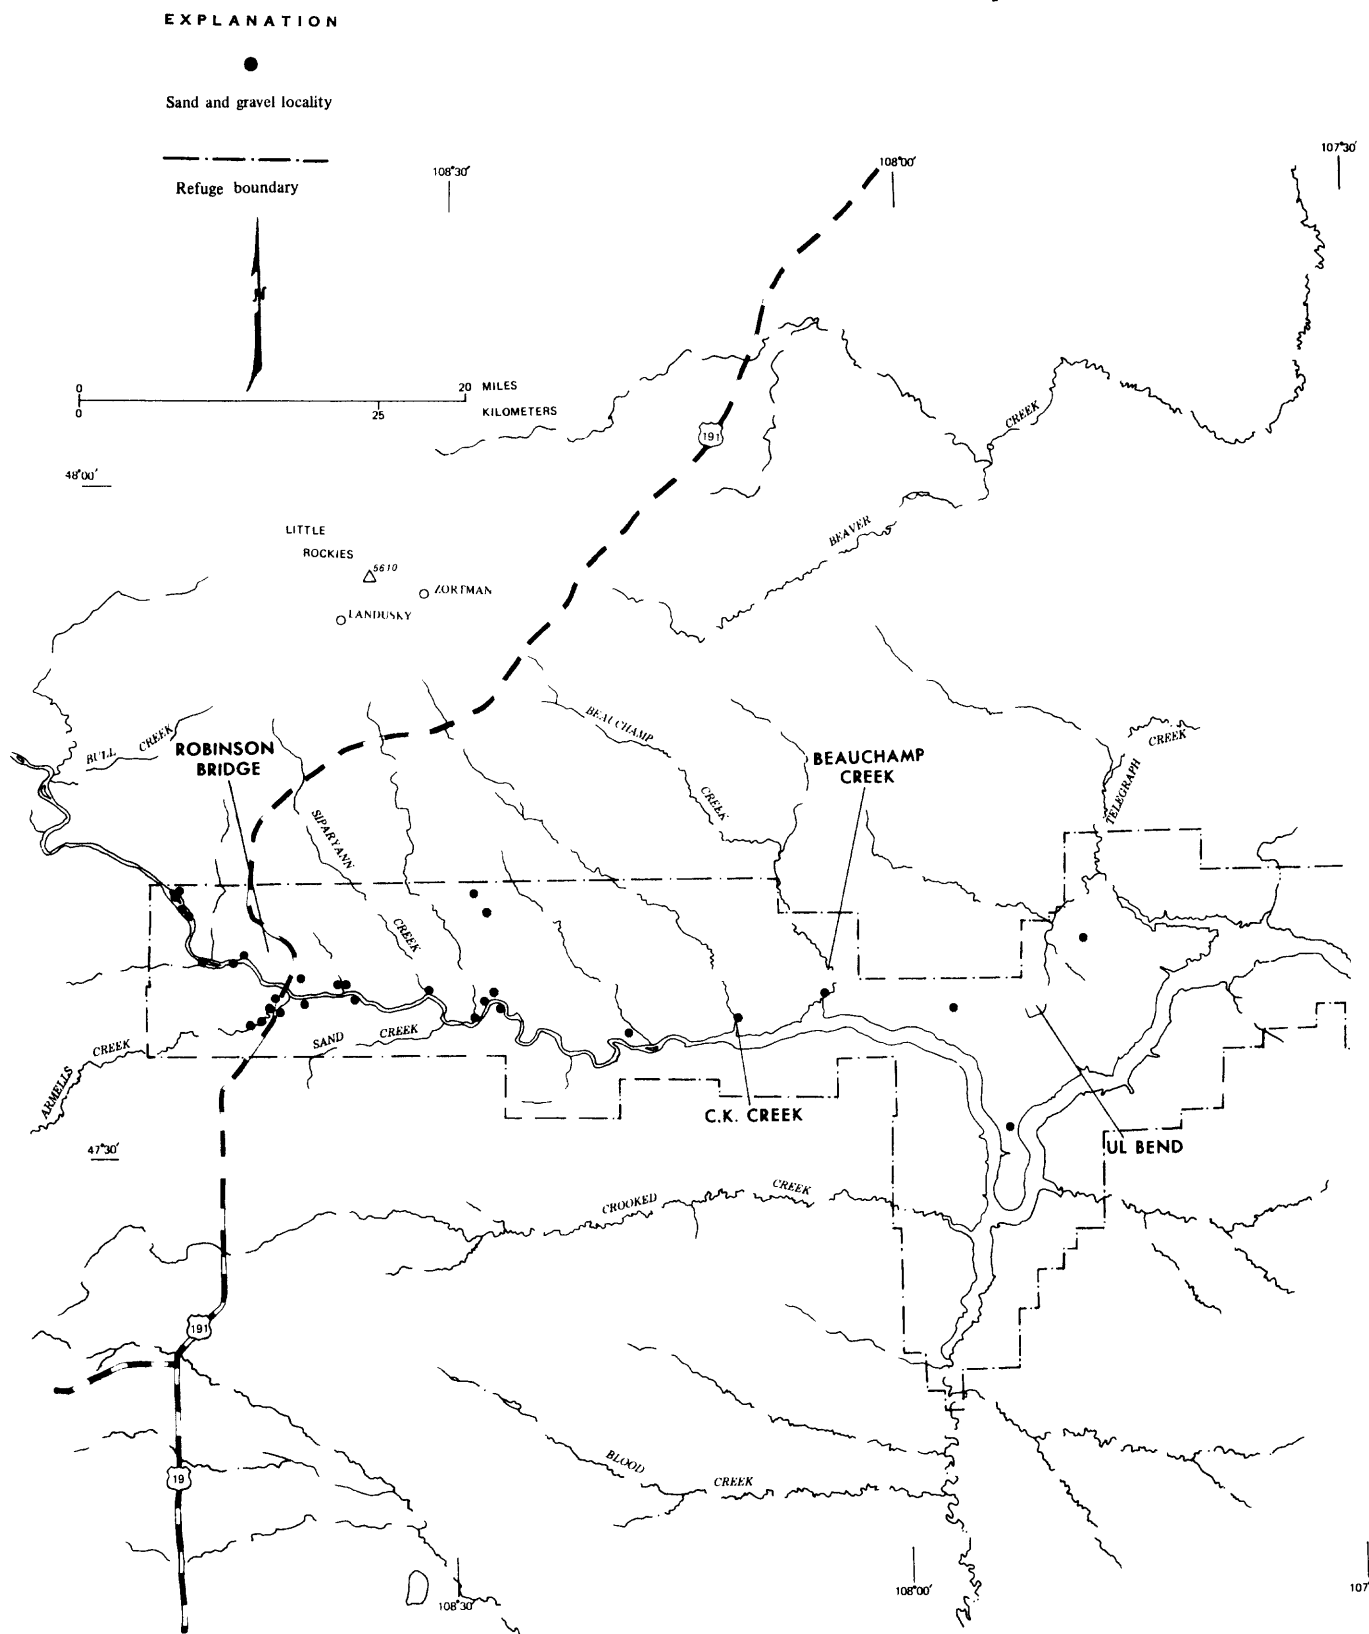 EXPLANATION
Sand and gravel locality
Refuge boundary
108°30′
108°00′
107°30′
N
0
20 MILES
0
25
KILOMETERS
191
CREEK
48°00′
BEAVER
LITTLE
ROCKIES
5610
ZORTMAN
LANDUSKY
BULL CREEK
ROBINSON
BRIDGE
BEAUCHAMP
CREEK
BEAUCHAMP
CREEK
TELEGRAPH
CREEK
SIPARYANN
CREEK
SAND CREEK
ARMELLS
CREEK
C.K. CREEK
UL BEND
47°30′
CROOKED
CREEK
191
BLOOD
CREEK
19
108°30′
108°00′
107°